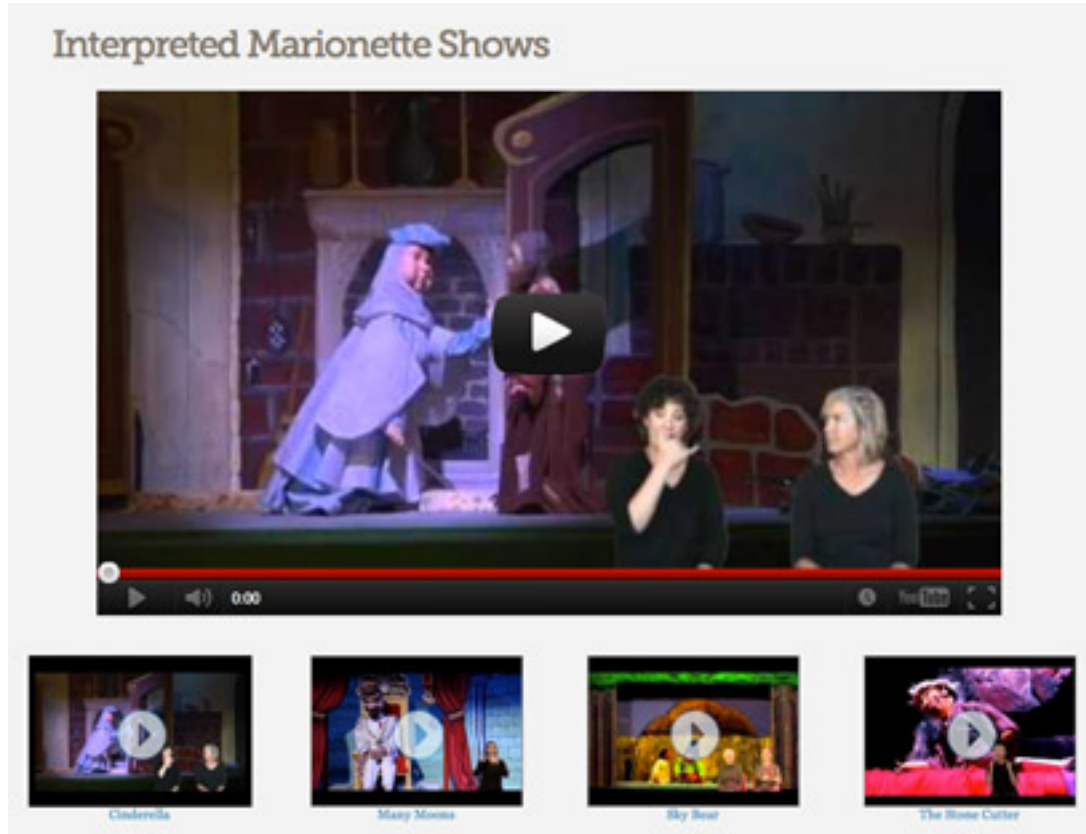 Interpreted Marionette Shows
0:00
YouTube
Cinderella
Many Moons
Sky Bear
The Stone Cutter